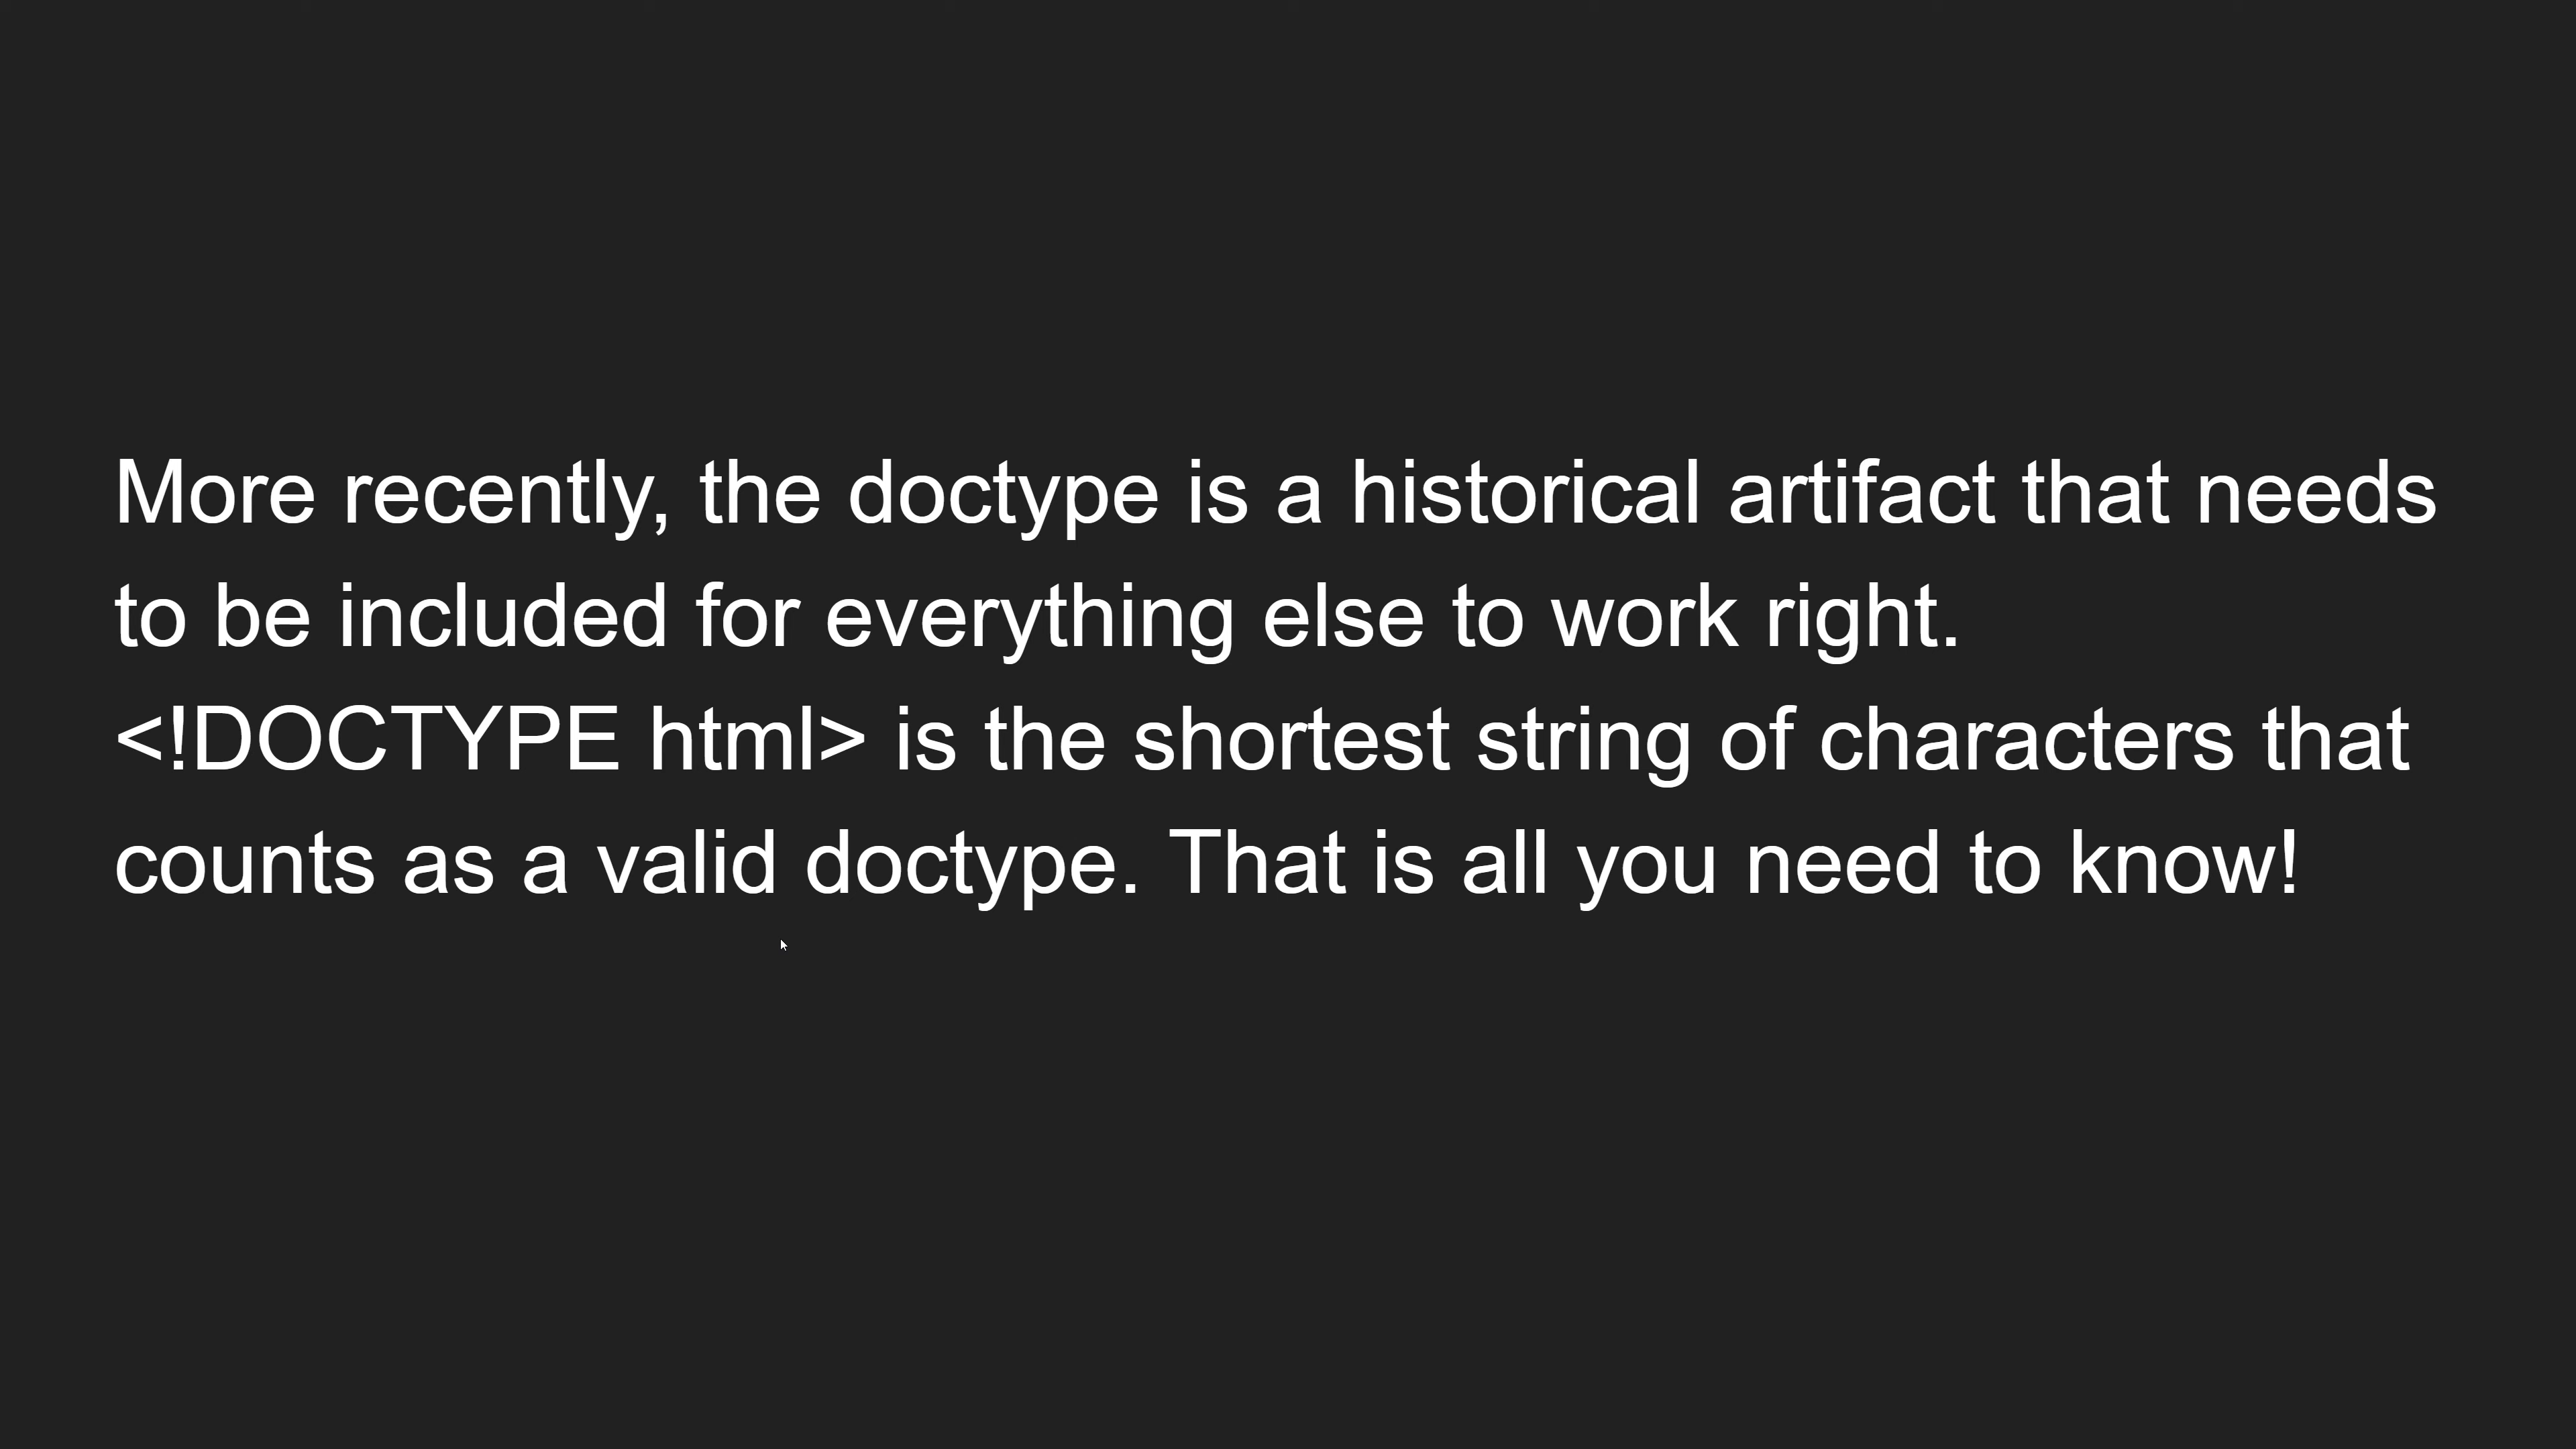 More recently, the doctype is a historical artifact that needs
to be included for everything else to work right.
<!DOCTYPE html> is the shortest string of characters that
counts as a valid doctype. That is all you need to know!